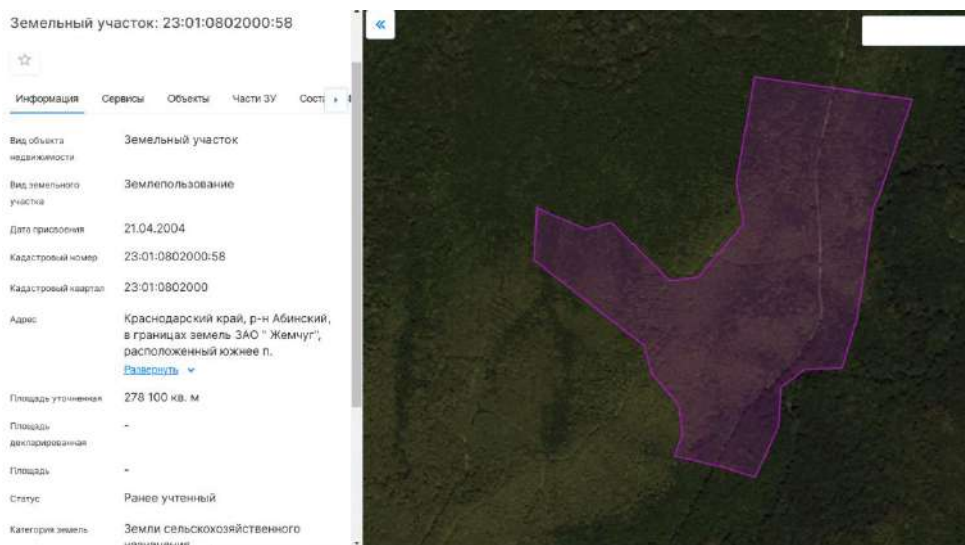 Земельный участок: 23:01:0802000:58
Информация Сервисы Объекты Части ЗУ
Вид объекта недвижимости
Земельный участок
Вид земельного участка
Землепользование
Дата присвоения
21.04.2004
Кадастровый номер
23:01:0802000:58
Кадастровый квартал
23:01:0802000
Адрес
Краснодарский край, р-н Абинский,
в границах земель ЗАО " Жемчуг",
расположенный южнее п.
Развернуть
Площадь уточненная
278 100 кв. м
Площадь декларированная
-
Площадь
-
Статус
Ранее учтенный
Категория земель
Земли сельскохозяйственного